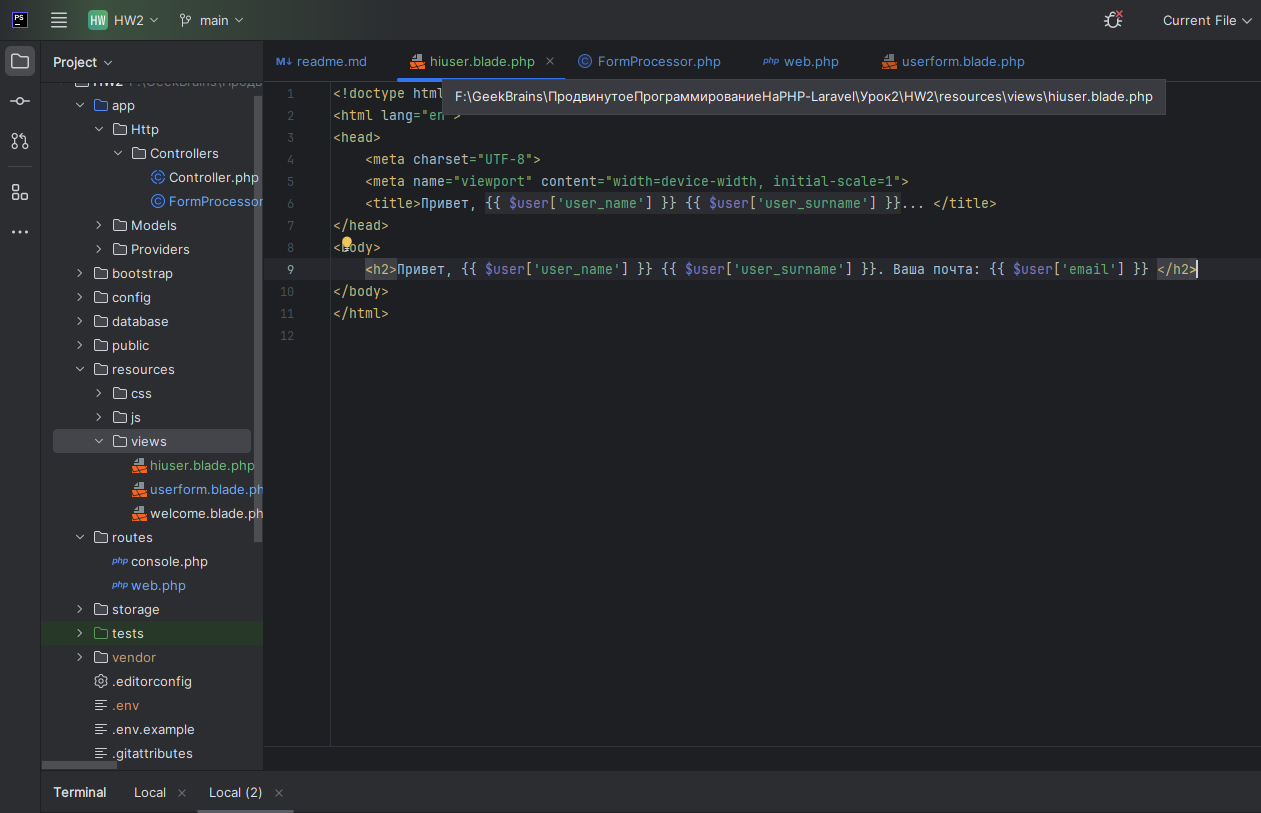 PS
HW HW2 main Current File
Project
readme.md hiuser.blade.php FormProcessor.php web.php userform.blade.php
F:\GeekBrains\ПродвинутоеПрограммированиеНаPHP-Laravel\Урок2\HW2\resources\views\hiuser.blade.php
app
Http
Controllers
Controller.php
FormProcessor
Models
Providers
bootstrap
config
database
public
resources
css
js
views
hiuser.blade.php
userform.blade.ph
welcome.blade.ph
routes
php console.php
php web.php
storage
tests
vendor
.editorconfig
.env
.env.example
.gitattributes
1 <!doctype html
2 <html lang="en">
3 <head>
4 <meta charset="UTF-8">
5 <meta name="viewport" content="width=device-width, initial-scale=1">
6 <title>Привет, {{ $user['user_name'] }} {{ $user['user_surname'] }}... </title>
7 </head>
8 <body>
9 <h2>Привет, {{ $user['user_name'] }} {{ $user['user_surname'] }}. Ваша почта: {{ $user['email'] }} </h2>
10 </body>
11 </html>
12
Terminal Local Local (2)